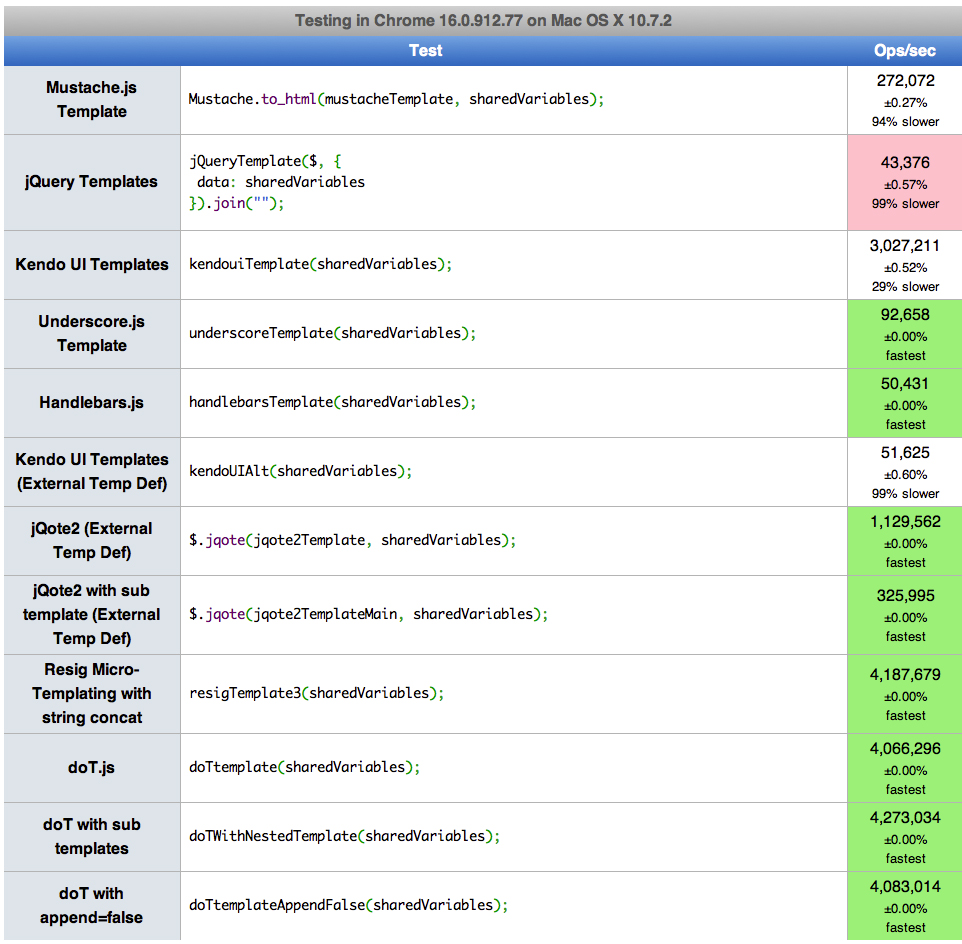 Testing in Chrome 16.0.912.77 on Mac OS X 10.7.2
Test Ops/sec
Mustache.js
Template
Mustache.to_html(mustacheTemplate, sharedVariables);
272,072
±0.27%
94% slower
jQuery Templates
jQueryTemplate($, {
data: sharedVariables
}).join("");
43,376
±0.57%
99% slower
Kendo UI Templates
kendouiTemplate(sharedVariables);
3,027,211
±0.52%
29% slower
Underscore.js
Template
underscoreTemplate(sharedVariables);
92,658
±0.00%
fastest
Handlebars.js
handlebarsTemplate(sharedVariables);
50,431
±0.00%
fastest
Kendo UI Templates
(External Temp Def)
kendoUIAlt(sharedVariables);
51,625
±0.60%
99% slower
jQote2 (External
Temp Def)
$.jqote(jqote2Template, sharedVariables);
1,129,562
±0.00%
fastest
jQote2 with sub
template (External
Temp Def)
$.jqote(jqote2TemplateMain, sharedVariables);
325,995
±0.00%
fastest
Resig Micro-
Templating with
string concat
resigTemplate3(sharedVariables);
4,187,679
±0.00%
fastest
doT.js
doTtemplate(sharedVariables);
4,066,296
±0.00%
fastest
doT with sub
templates
doTWithNestedTemplate(sharedVariables);
4,273,034
±0.00%
fastest
doT with
append=false
doTtemplateAppendFalse(sharedVariables);
4,083,014
±0.00%
fastest